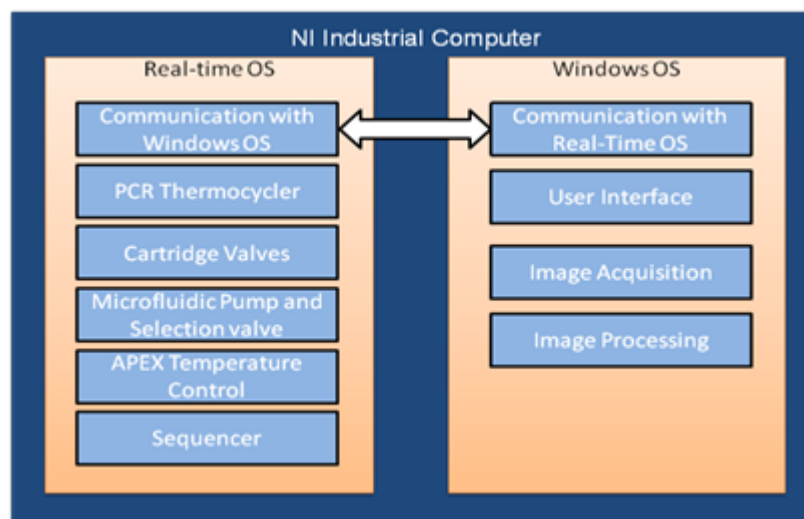 NI Industrial Computer
Real-time OS
Communication with
Windows OS
PCR Thermocycler
Cartridge Valves
Microfluidic Pump and
Selection valve
APEX Temperature
Control
Sequencer
Windows OS
Communication with
Real-Time OS
User Interface
Image Acquisition
Image Processing